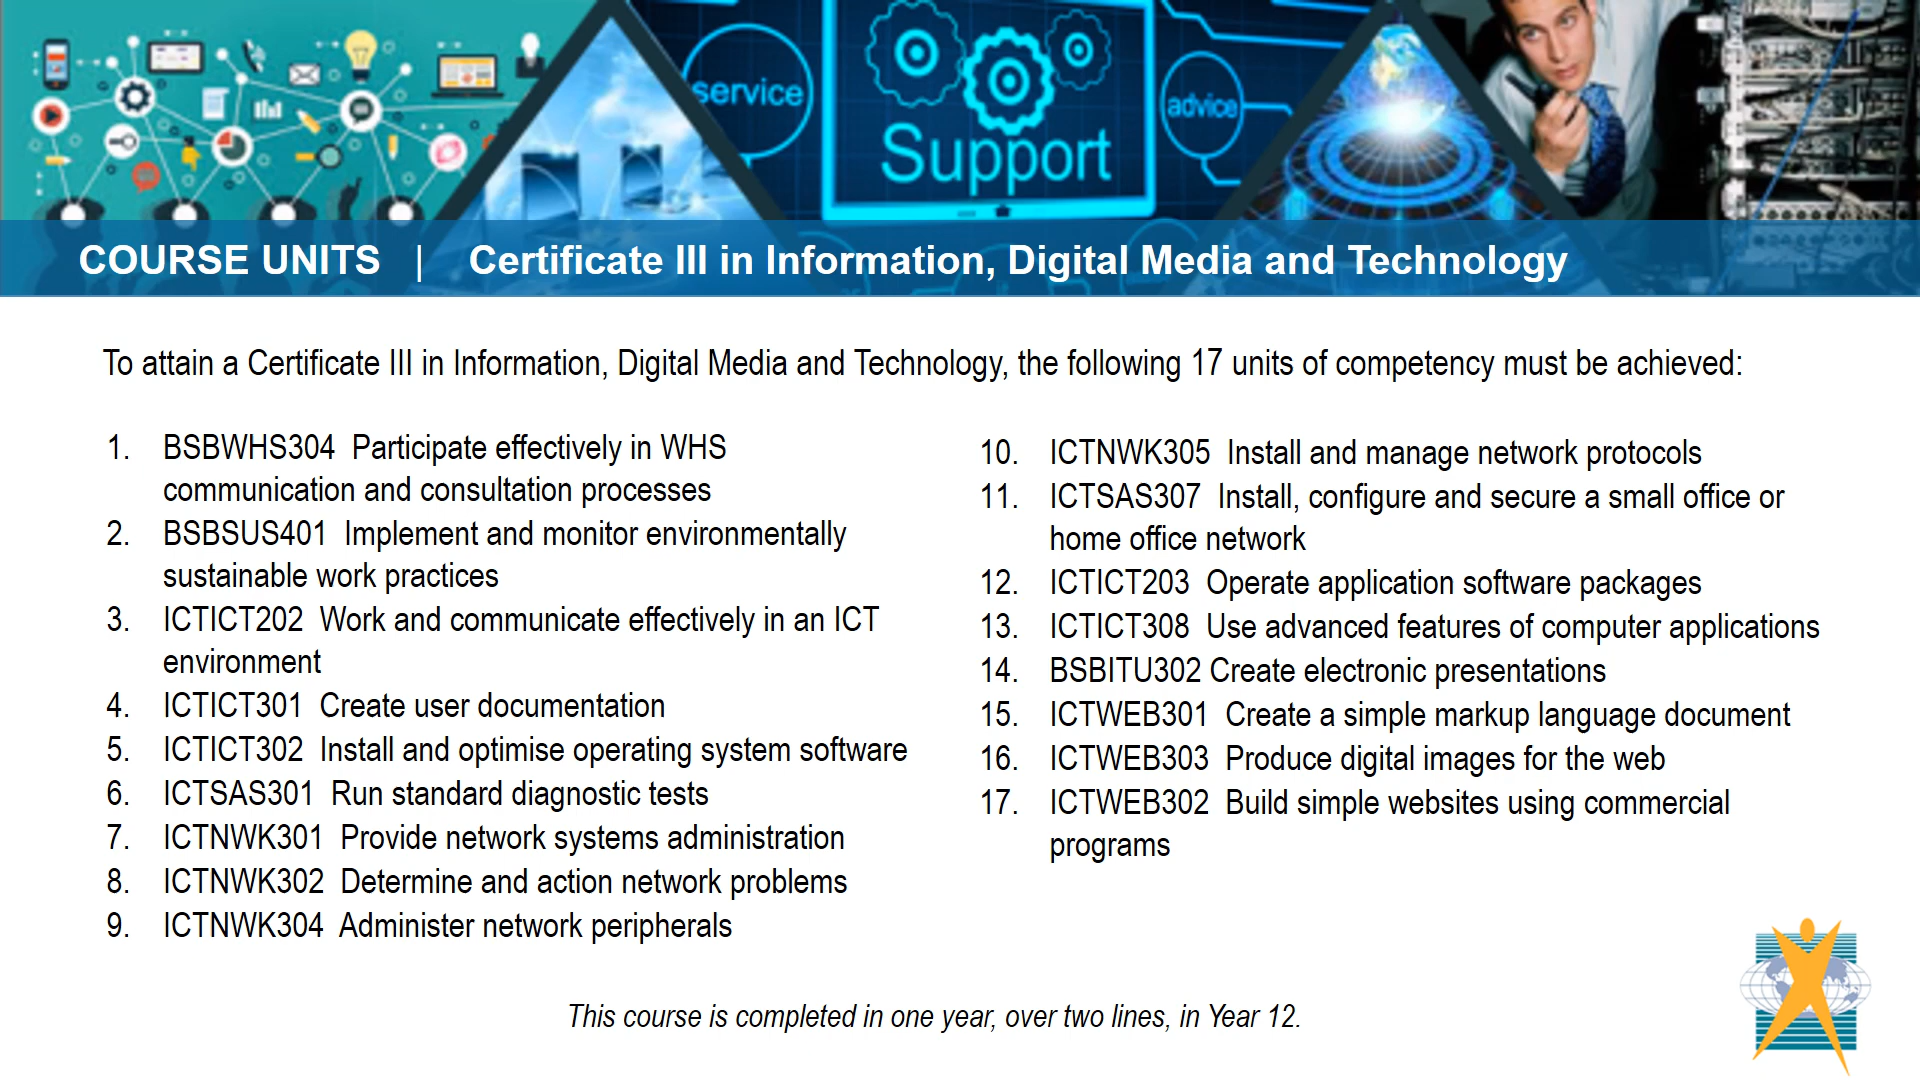 service
Support
advice
COURSE UNITS | Certificate III in Information, Digital Media and Technology
To attain a Certificate III in Information, Digital Media and Technology, the following 17 units of competency must be achieved:
1. BSBWHS304 Participate effectively in WHS
communication and consultation processes
2. BSBSUS401 Implement and monitor environmentally
sustainable work practices
3. ICTICT202 Work and communicate effectively in an ICT
environment
4. ICTICT301 Create user documentation
5. ICTICT302 Install and optimise operating system software
6. ICTSAS301 Run standard diagnostic tests
7. ICTNWK301 Provide network systems administration
8. ICTNWK302 Determine and action network problems
9. ICTNWK304 Administer network peripherals
10. ICTNWK305 Install and manage network protocols
11. ICTSAS307 Install, configure and secure a small office or
home office network
12. ICTICT203 Operate application software packages
13. ICTICT308 Use advanced features of computer applications
14. BSBITU302 Create electronic presentations
15. ICTWEB301 Create a simple markup language document
16. ICTWEB303 Produce digital images for the web
17. ICTWEB302 Build simple websites using commercial
programs
This course is completed in one year, over two lines, in Year 12.